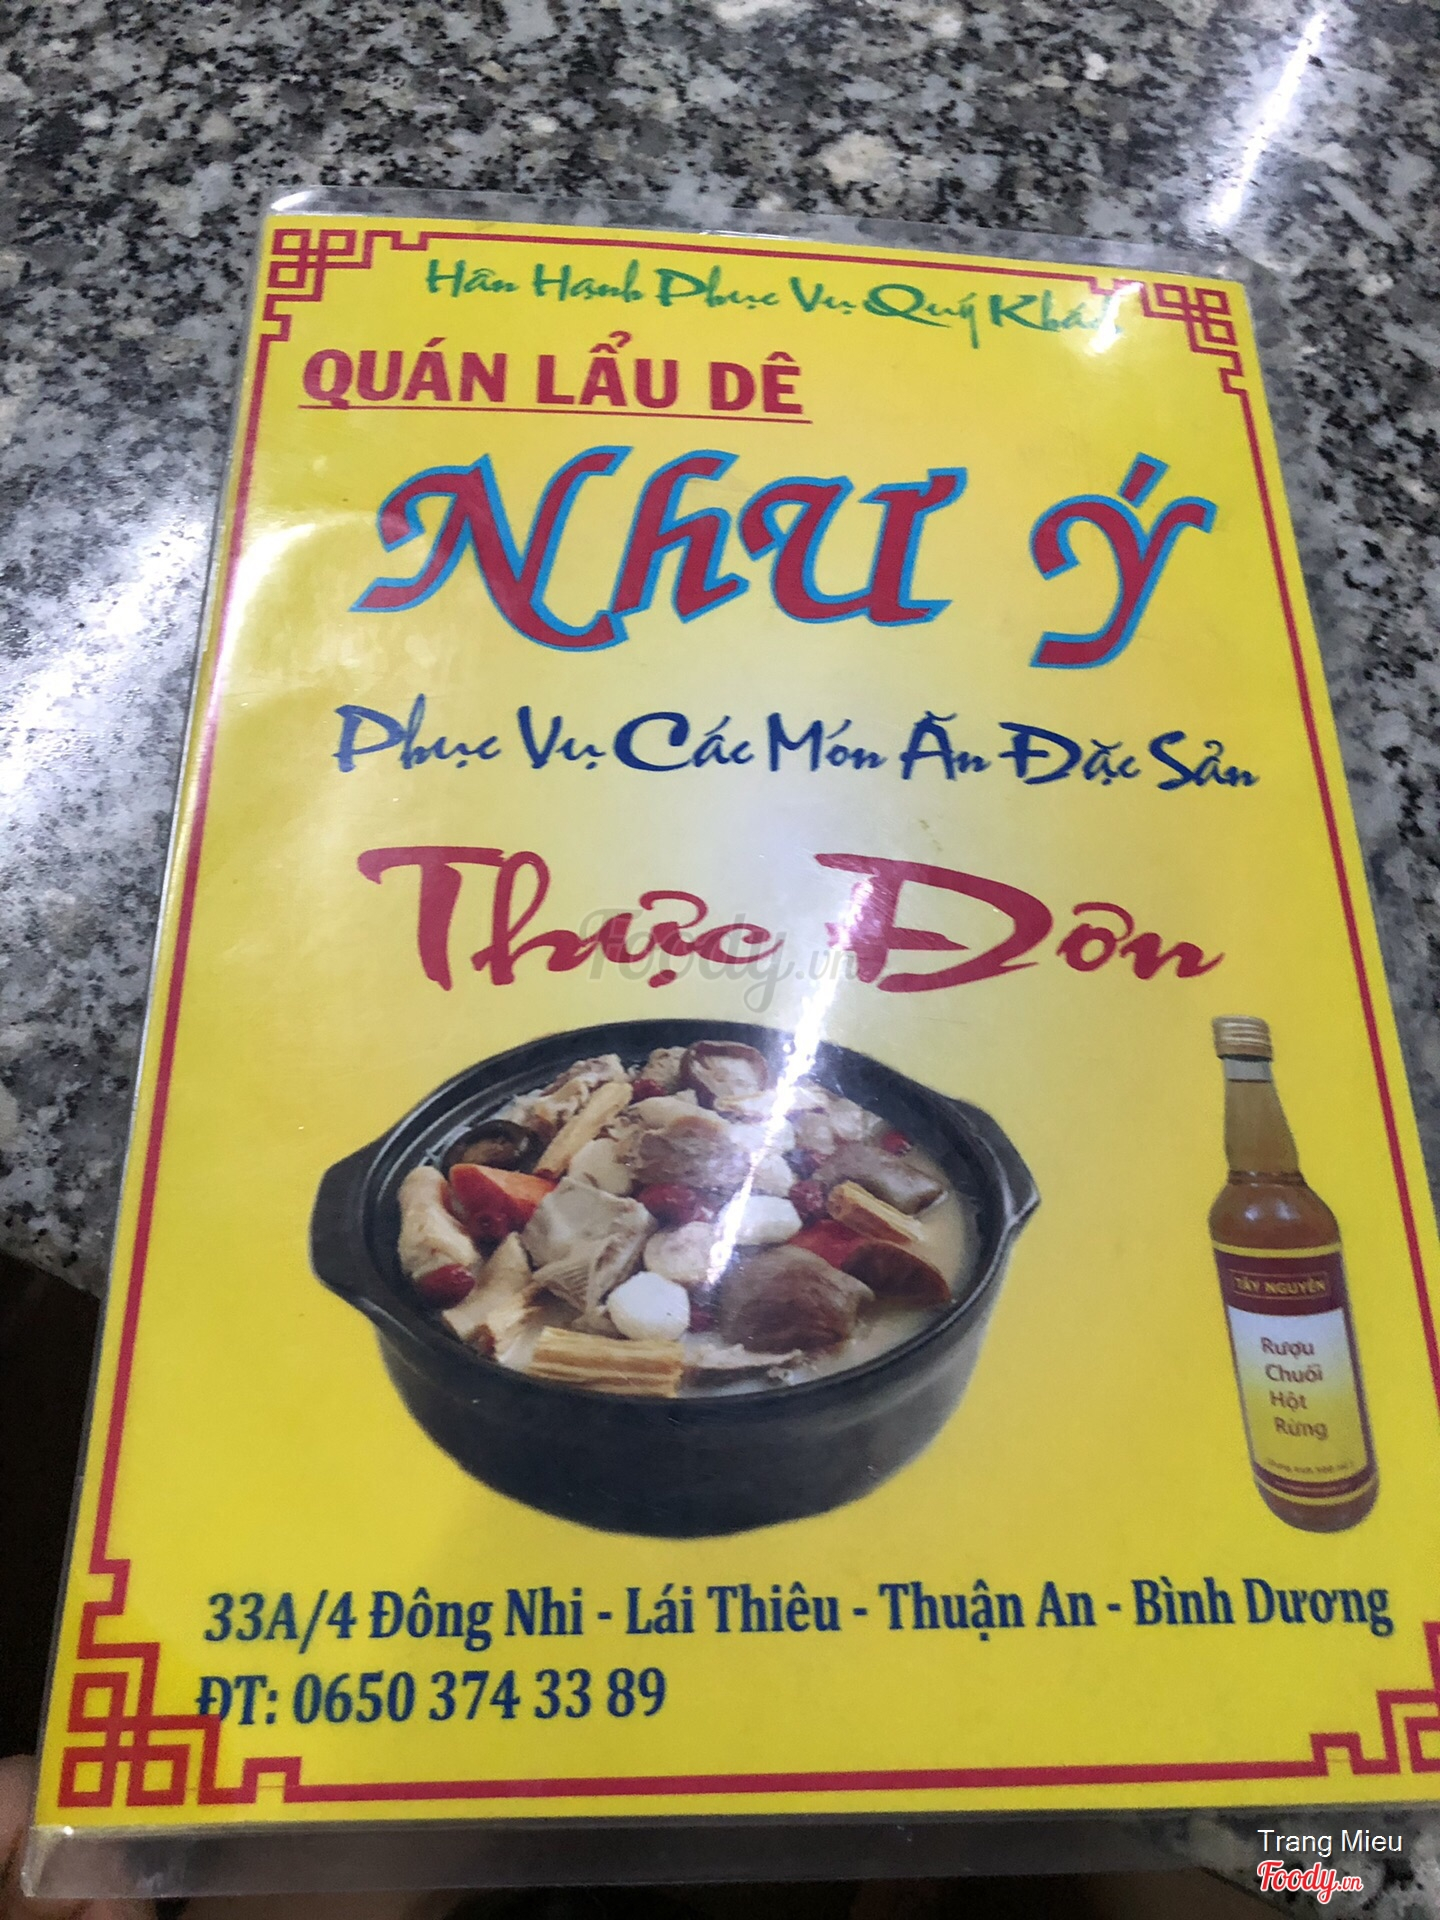 Hân Hạnh Phục Vụ Quý Khách
QUÁN LẨU DÊ
Như Ý
Phục Vụ Các Món Ăn Đặc Sản
Thực Đơn
Foody.vn
TÂY NGUYÊN
Rượu
Chuối
Hột
Rừng
33A/4 Đông Nhi - Lái Thiêu - Thuận An - Bình Dương
ĐT: 0650 374 33 89
Trang Mieu
Foody.vn